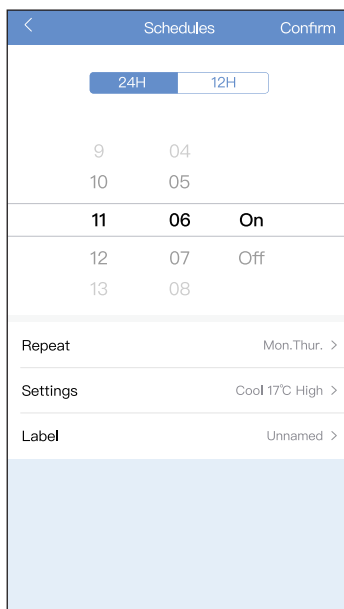 Schedules Confirm
24H 12H
9 04
10 05
11 06 On
12 07 Off
13 08
Repeat Mon.Thur. >
Settings Cool 17℃ High >
Label Unnamed >